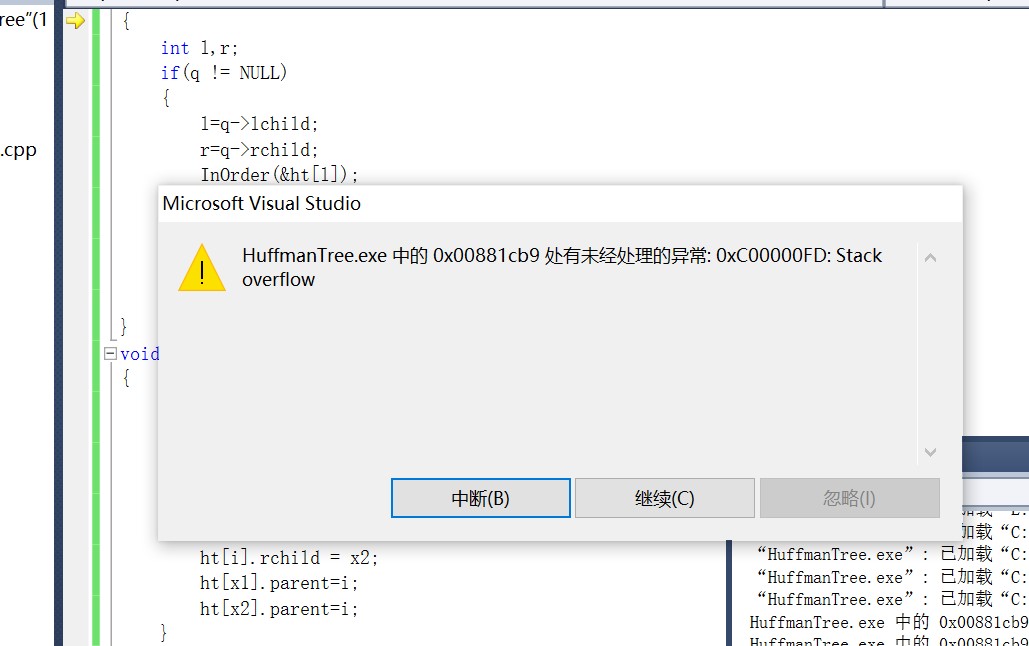 ree”(1
{
int l,r;
if(q != NULL)
{
l=q->lchild;
r=q->rchild;
InOrder(&ht[l]);
.cpp
Microsoft Visual Studio
HuffmanTree.exe 中的 0x00881cb9 处有未经处理的异常: 0xC00000FD: Stack
overflow
}
void
{
中断(B)
继续(C)
忽略(I)
ht[i].rchild = x2;
ht[x1].parent=i;
ht[x2].parent=i;
}
加载“C:
“HuffmanTree.exe”: 已加载“C:
“HuffmanTree.exe”: 已加载“C:
“HuffmanTree.exe”: 已加载“C:
HuffmanTree.exe 中的 0x00881cb9
HuffmanTree.exe 中的 0x00881cb9